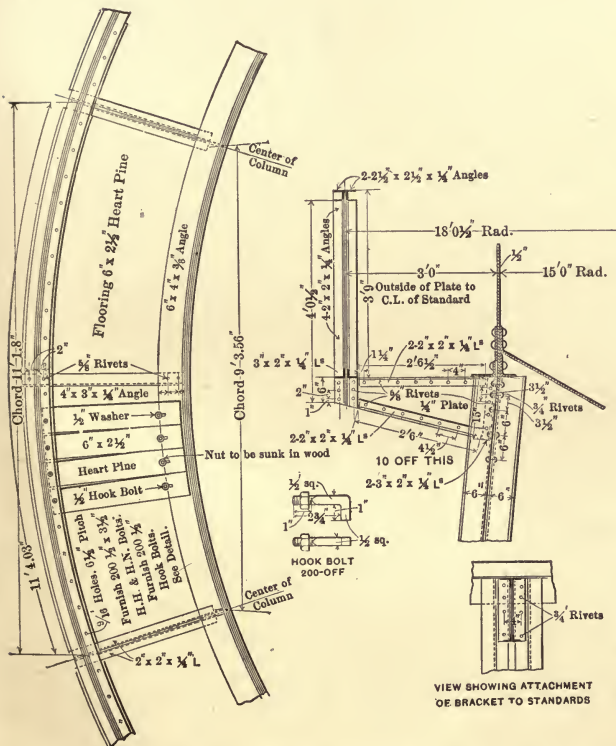 Center of
Column
Flooring 6" x 2½" Heart Pine
6" x 4" x ⅜" Angle
Chord-11'-1.8"
Chord-9'-3.56"
11' 4.03"
2"
⅝" Rivets
4" x 3" x ¼" Angle
½" Washer
6" x 2½"
Heart Pine
½" Hook Bolt
Nut to be sunk in wood
9/16" Holes, 6½" Pitch
Furnish 200 ½ x 3½
H.H. & H.N. Bolts.
Furnish 200 ½
Hook Bolts.
See Detail.
Center of
Column
2" x 2" x ¼" L
2-2½" x 2½" x ¼" Angles
18'0½" Rad.
½"
3'0"
15'0" Rad.
Outside of Plate to
C.L. of Standard
4'0½"
4-2" x 2" x ¼" Angles
3'9"
3" x 2" x ¼" Lˢ
1¼"
2-2" x 2" x ¼" Lˢ
2'6½"
4"
6"
2"
1"
⅝" Rivets
¼" Plate
15"
3½"
¾" Rivets
3½"
6"
6"
2-2" x 2" x ¼" Lˢ
2'6"
4½"
10 OFF THIS
2-3" x 2" x ¼" Lˢ
6"
6"
½ sq.
1"
2¾"
1"
½ sq.
HOOK BOLT
200-OFF
¾" Rivets
VIEW SHOWING ATTACHMENT
OF BRACKET TO STANDARDS